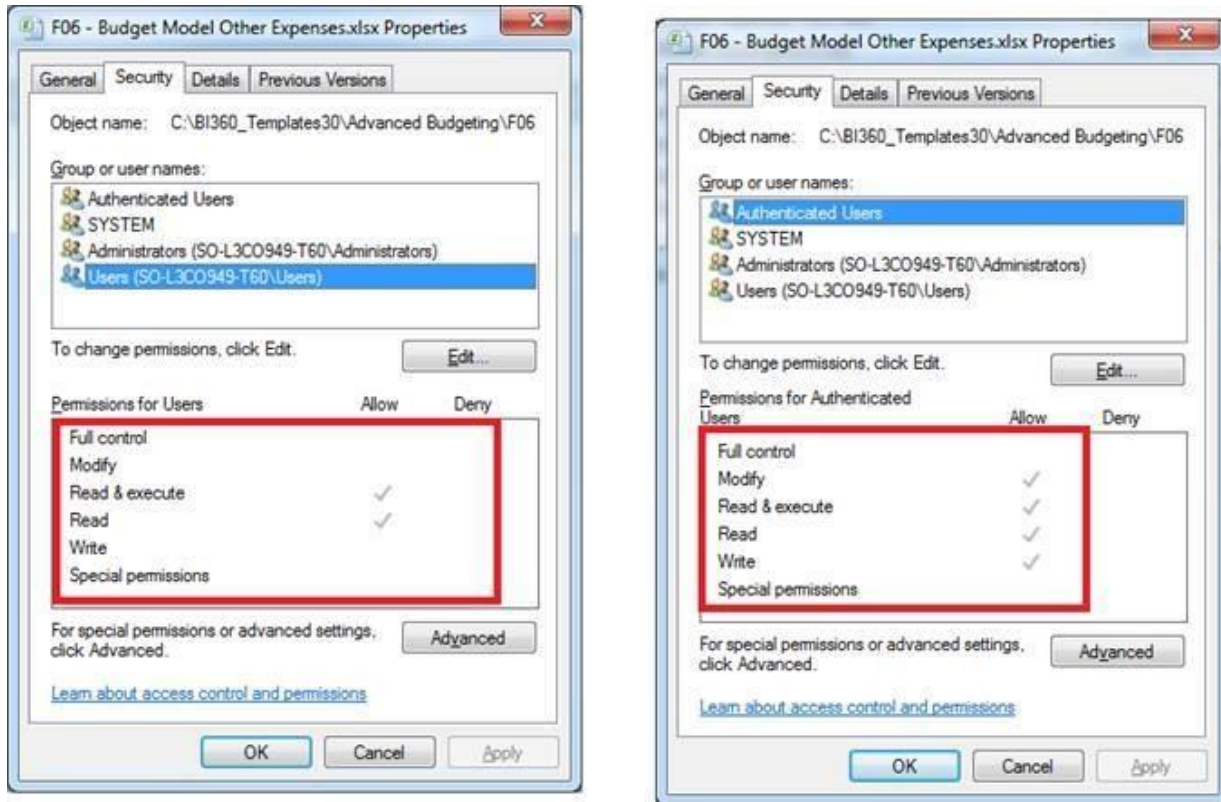 F06 - Budget Model Other Expenses.xlsx Properties
General Security Details Previous Versions
Object name: C:\BI360_Templates30\Advanced Budgeting\F06
Group or user names:
Authenticated Users
SYSTEM
Administrators (SO-L3CO949-T60\Administrators)
Users (SO-L3CO949-T60\Users)
To change permissions, click Edit.
Edit...
Permissions for Users Allow Deny
Full control
Modify
Read & execute
Read
Write
Special permissions
For special permissions or advanced settings,
click Advanced.
Advanced
Learn about access control and permissions
OK Cancel Apply
F06 - Budget Model Other Expenses.xlsx Properties
General Security Details Previous Versions
Object name: C:\BI360_Templates30\Advanced Budgeting\F06
Group or user names:
Authenticated Users
SYSTEM
Administrators (SO-L3CO949-T60\Administrators)
Users (SO-L3CO949-T60\Users)
To change permissions, click Edit.
Edit...
Permissions for Authenticated
Users Allow Deny
Full control
Modify
Read & execute
Read
Write
Special permissions
For special permissions or advanced settings,
click Advanced.
Advanced
Learn about access control and permissions
OK Cancel Apply